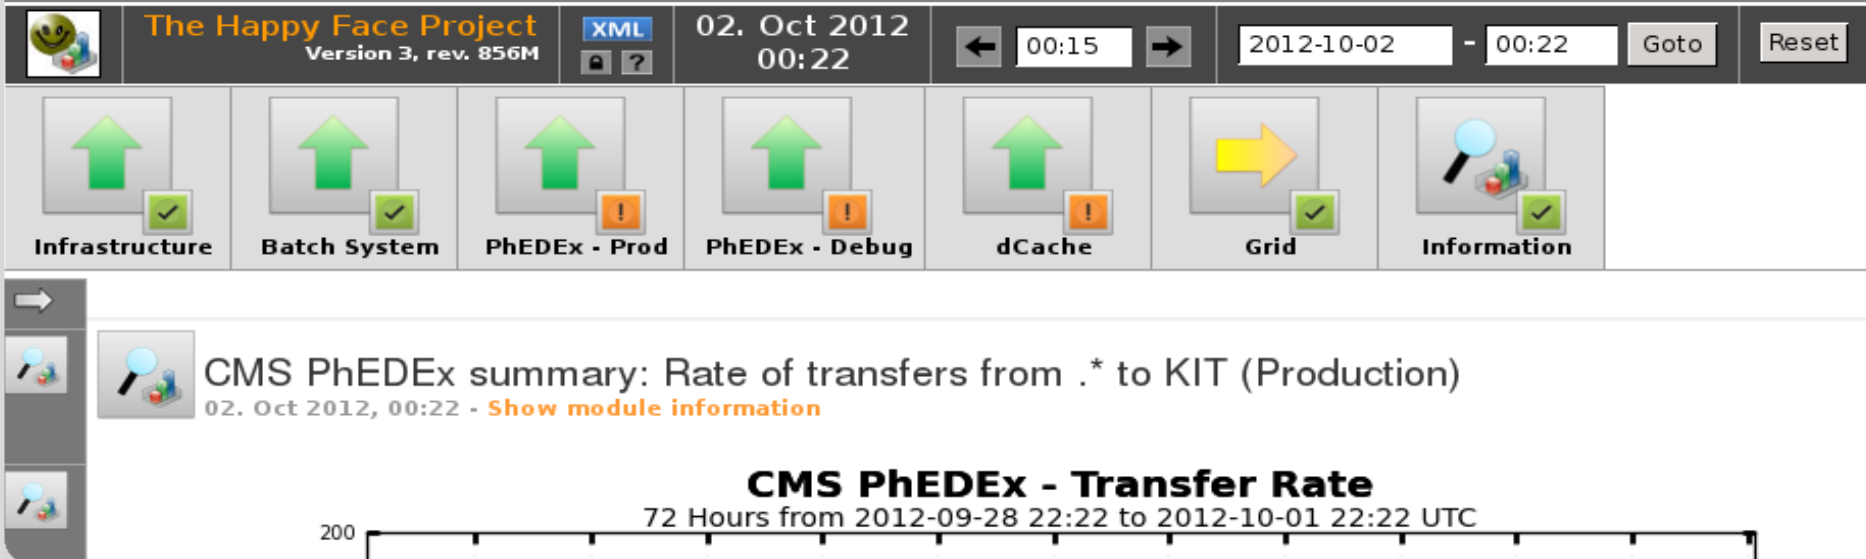 The Happy Face Project
Version 3, rev. 856M
XML
?
02. Oct 2012
00:22
00:15
2012-10-02 - 00:22
Goto
Reset
Infrastructure
Batch System
PhEDEx - Prod
PhEDEx - Debug
dCache
Grid
Information
CMS PhEDEx summary: Rate of transfers from .* to KIT (Production)
02. Oct 2012, 00:22 - Show module information
CMS PhEDEx - Transfer Rate
72 Hours from 2012-09-28 22:22 to 2012-10-01 22:22 UTC
200